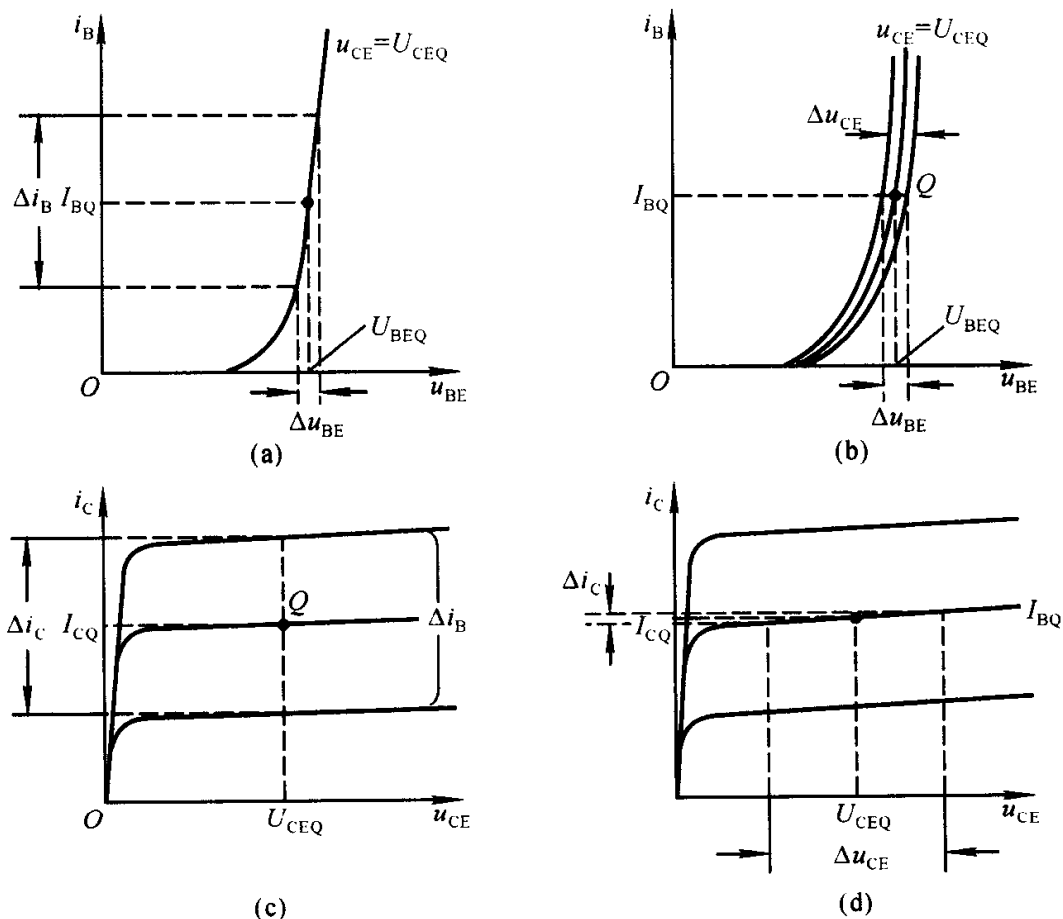 i_B
u_CE=U_CEQ
Δi_B
I_BQ
U_BEQ
O
u_BE
Δu_BE
(a)
i_B
u_CE=U_CEQ
Δu_CE
I_BQ
Q
U_BEQ
O
u_BE
Δu_BE
(b)
i_C
Q
Δi_C
I_CQ
Δi_B
O
U_CEQ
u_CE
(c)
i_C
Δi_C
I_CQ
I_BQ
U_CEQ
u_CE
Δu_CE
(d)